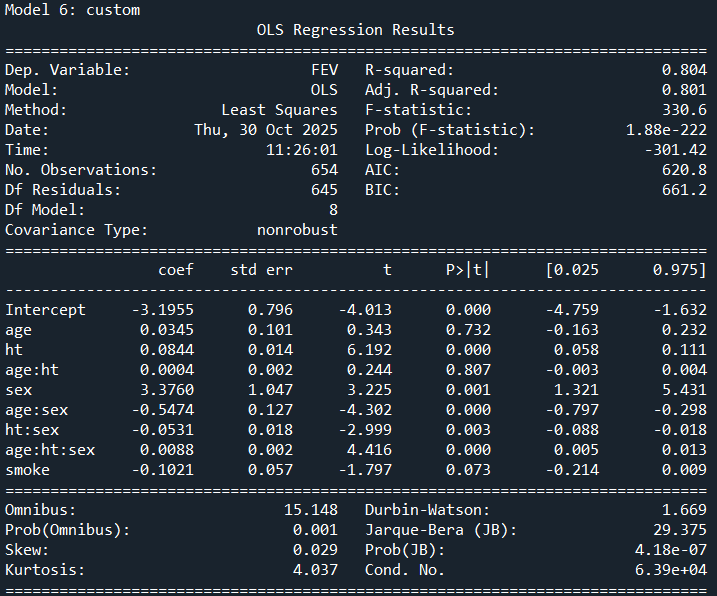 Model 6: custom
                            OLS Regression Results
==============================================================================
Dep. Variable:                    FEV   R-squared:                       0.804
Model:                            OLS   Adj. R-squared:                  0.801
Method:                 Least Squares   F-statistic:                     330.6
Date:                Thu, 30 Oct 2025   Prob (F-statistic):          1.88e-222
Time:                        11:26:01   Log-Likelihood:                -301.42
No. Observations:                 654   AIC:                             620.8
Df Residuals:                     645   BIC:                             661.2
Df Model:                           8
Covariance Type:            nonrobust
==============================================================================
                 coef    std err          t      P>|t|      [0.025      0.975]
------------------------------------------------------------------------------
Intercept     -3.1955      0.796     -4.013      0.000      -4.759      -1.632
age            0.0345      0.101      0.343      0.732      -0.163       0.232
ht             0.0844      0.014      6.192      0.000       0.058       0.111
age:ht         0.0004      0.002      0.244      0.807      -0.003       0.004
sex            3.3760      1.047      3.225      0.001       1.321       5.431
age:sex       -0.5474      0.127     -4.302      0.000      -0.797      -0.298
ht:sex        -0.0531      0.018     -2.999      0.003      -0.088      -0.018
age:ht:sex     0.0088      0.002      4.416      0.000       0.005       0.013
smoke         -0.1021      0.057     -1.797      0.073      -0.214       0.009
==============================================================================
Omnibus:                       15.148   Durbin-Watson:                   1.669
Prob(Omnibus):                  0.001   Jarque-Bera (JB):               29.375
Skew:                           0.029   Prob(JB):                     4.18e-07
Kurtosis:                       4.037   Cond. No.                     6.39e+04
==============================================================================